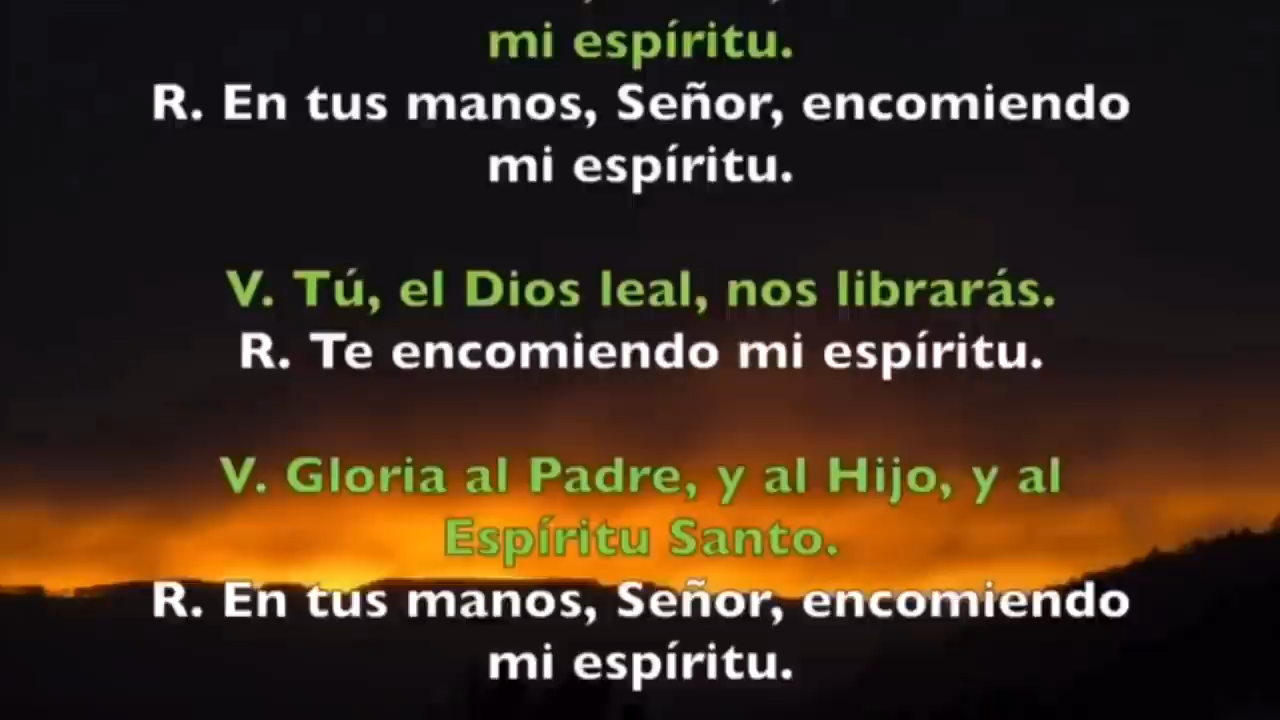 mi espíritu.
R. En tus manos, Señor, encomiendo
mi espíritu.
V. Tú, el Dios leal, nos librarás.
R. Te encomiendo mi espíritu.
V. Gloria al Padre, y al Hijo, y al
Espíritu Santo.
R. En tus manos, Señor, encomiendo
mi espíritu.